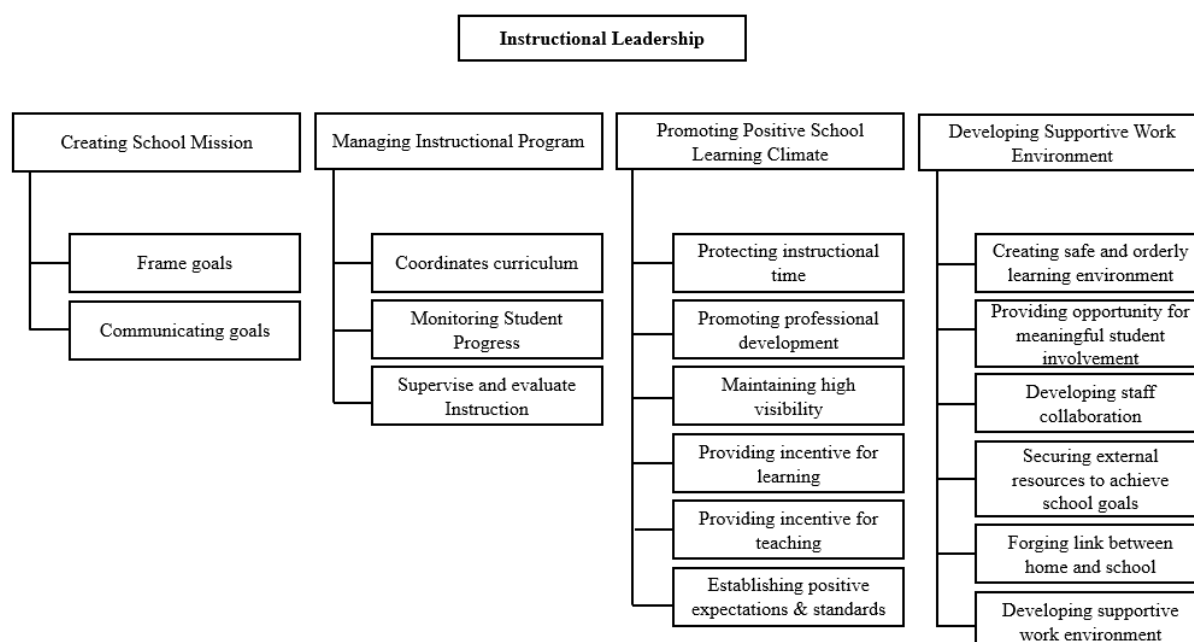 Instructional Leadership
Creating School Mission
Frame goals
Communicating goals
Managing Instructional Program
Coordinates curriculum
Monitoring Student
Progress
Supervise and evaluate
Instruction
Promoting Positive School
Learning Climate
Protecting instructional
time
Promoting professional
development
Maintaining high
visibility
Providing incentive for
learning
Providing incentive for
teaching
Establishing positive
expectations & standards
Developing Supportive Work
Environment
Creating safe and orderly
learning environment
Providing opportunity for
meaningful student
involvement
Developing staff
collaboration
Securing external
resources to achieve
school goals
Forging link between
home and school
Developing supportive
work environment